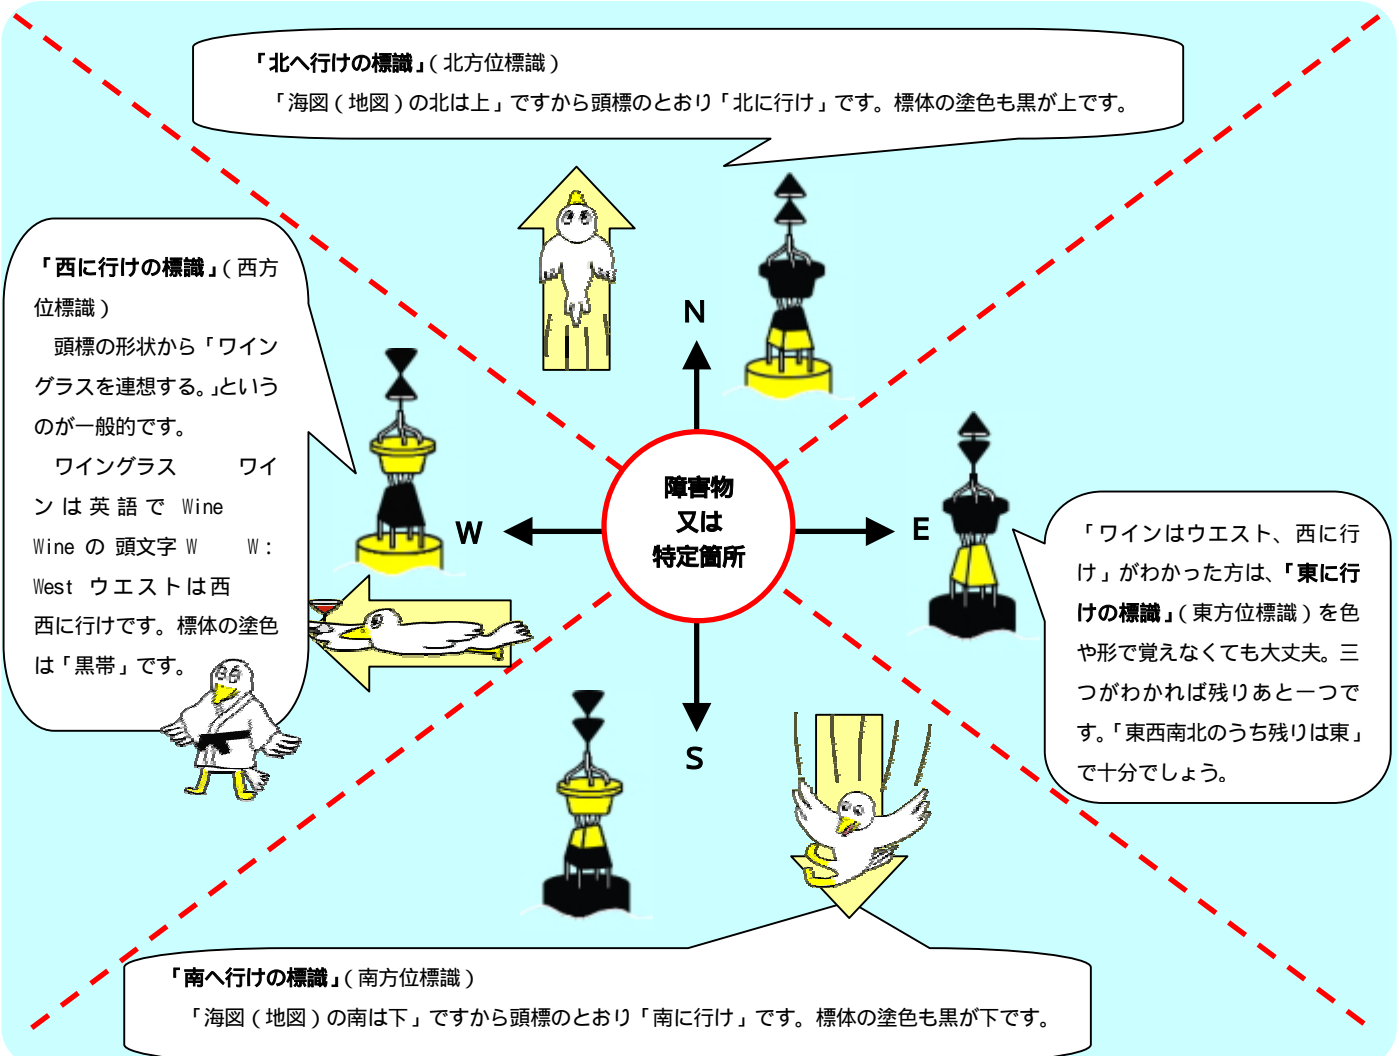 「北へ行けの標識」(北方位標識)
「海図(地図)の北は上」ですから頭標のとおり「北に行け」です。標体の塗色も黒が上です。
「西に行けの標識」(西方
位標識)
頭標の形状から「ワイン
グラスを連想する。」という
のが一般的です。
ワイングラス　　　ワイ
ンは英語で Wine
Wine の 頭文字 W　　W:
West ウエストは西
西に行けです。標体の塗色
は「黒帯」です。
N
W
障害物
又は
特定箇所
E
S
「ワインはウエスト、西に行
け」がわかった方は、「東に行
けの標識」(東方位標識)を色
や形で覚えなくても大丈夫。三
つがわかれば残りあと一つで
す。「東西南北のうち残りは東」
で十分でしょう。
「南へ行けの標識」(南方位標識)
「海図(地図)の南は下」ですから頭標のとおり「南に行け」です。標体の塗色も黒が下です。